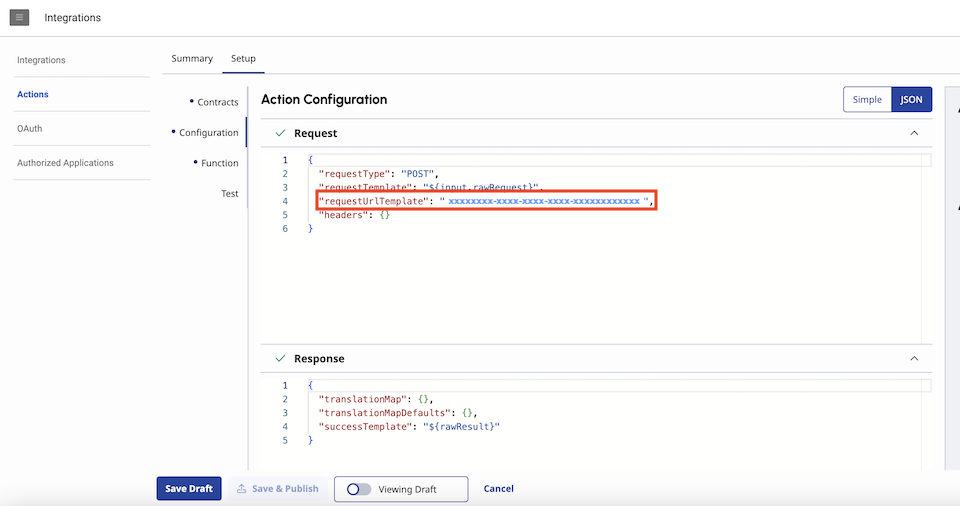 Integrations
Integrations
Actions
OAuth
Authorized Applications
Summary Setup
Contracts
Configuration
Function
Test
Action Configuration
Simple JSON
Request
1 {
2 "requestType": "POST",
3 "requestTemplate": "${input.rawRequest}",
4 "requestUrlTemplate": " xxxxxxxx-xxxx-xxxx-xxxx-xxxxxxxxxxxx ",
5 "headers": {}
6 }
Response
1 {
2 "translationMap": {},
3 "translationMapDefaults": {},
4 "successTemplate": "${rawResult}"
5 }
Save Draft Save & Publish Viewing Draft Cancel